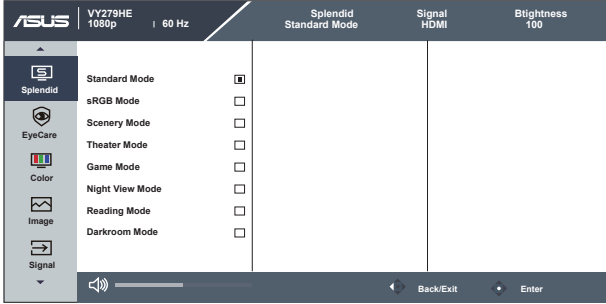 ASUS
VY279HE
1080p | 60 Hz
Splendid
Standard Mode
Signal
HDMI
Btightness
100
Splendid
EyeCare
Color
Image
Signal
Standard Mode
sRGB Mode
Scenery Mode
Theater Mode
Game Mode
Night View Mode
Reading Mode
Darkroom Mode
Back/Exit
Enter